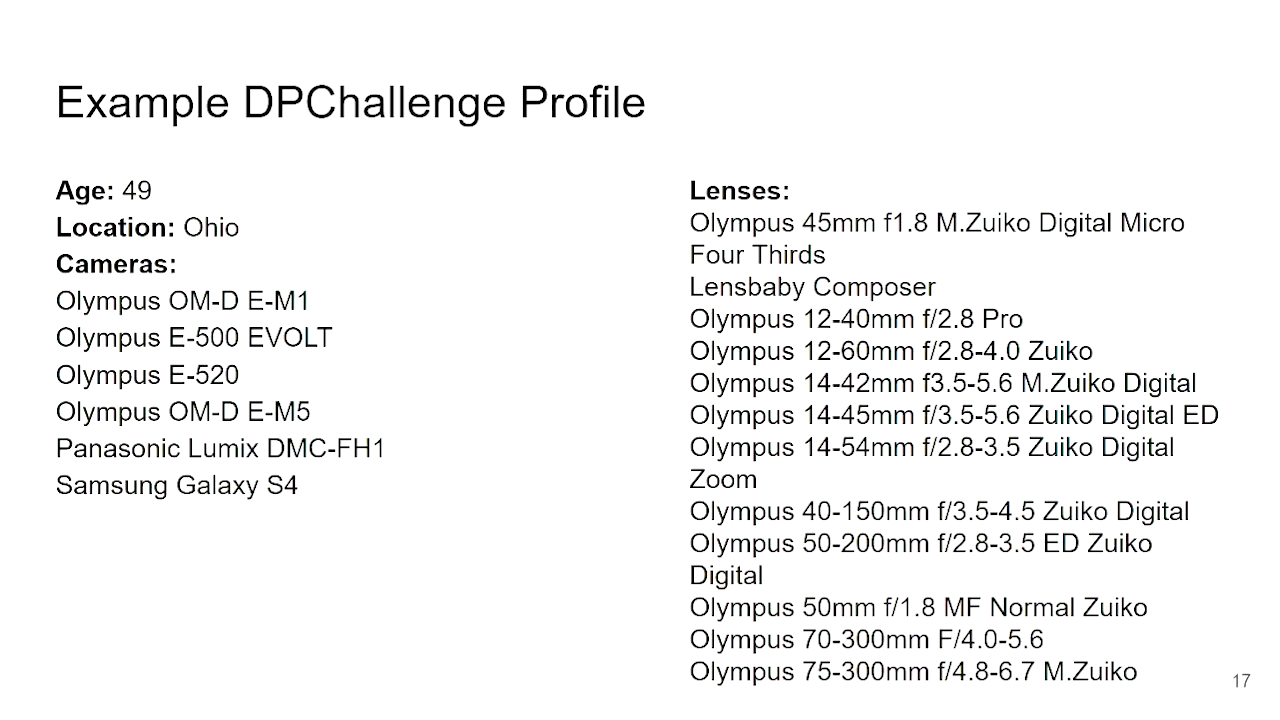 Example DPChallenge Profile
Age: 49
Location: Ohio
Cameras:
Olympus OM-D E-M1
Olympus E-500 EVOLT
Olympus E-520
Olympus OM-D E-M5
Panasonic Lumix DMC-FH1
Samsung Galaxy S4
Lenses:
Olympus 45mm f1.8 M.Zuiko Digital Micro
Four Thirds
Lensbaby Composer
Olympus 12-40mm f/2.8 Pro
Olympus 12-60mm f/2.8-4.0 Zuiko
Olympus 14-42mm f3.5-5.6 M.Zuiko Digital
Olympus 14-45mm f/3.5-5.6 Zuiko Digital ED
Olympus 14-54mm f/2.8-3.5 Zuiko Digital
Zoom
Olympus 40-150mm f/3.5-4.5 Zuiko Digital
Olympus 50-200mm f/2.8-3.5 ED Zuiko
Digital
Olympus 50mm f/1.8 MF Normal Zuiko
Olympus 70-300mm F/4.0-5.6
Olympus 75-300mm f/4.8-6.7 M.Zuiko
17